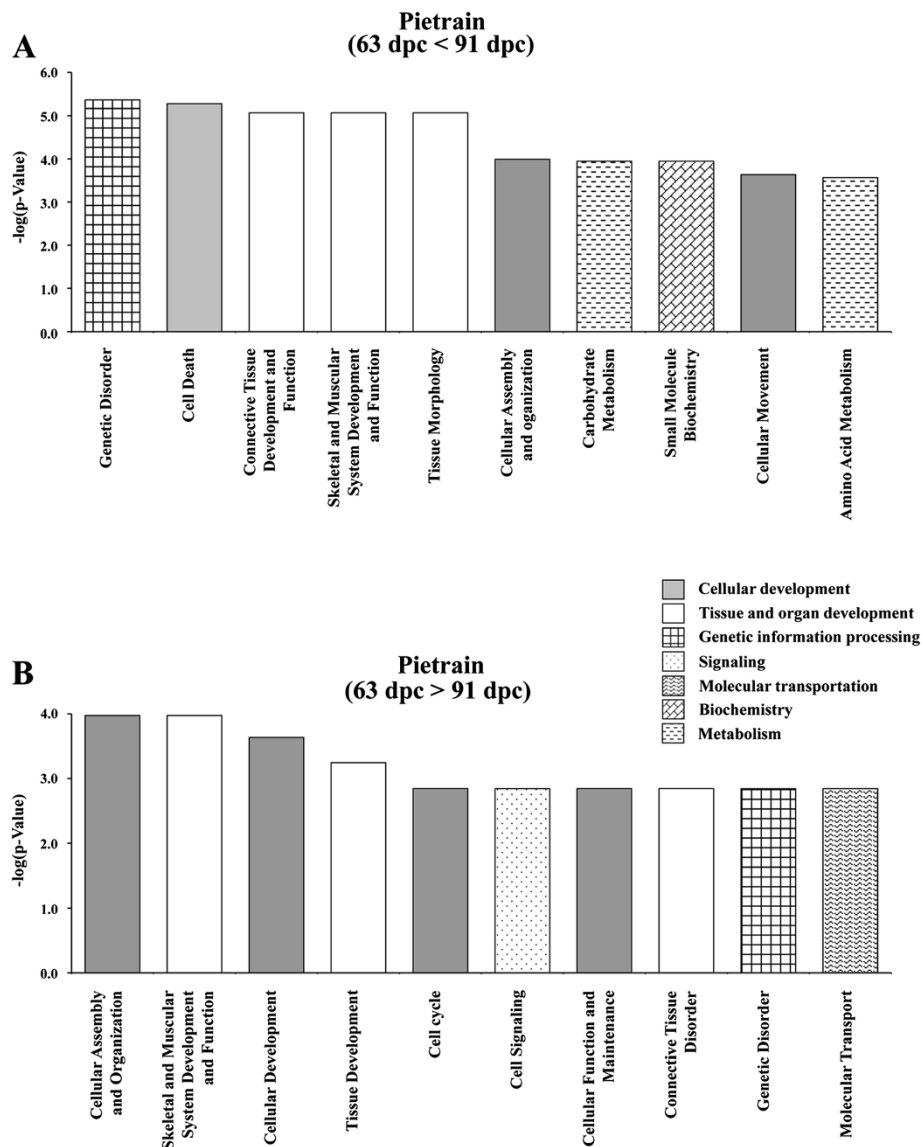 A
Pietrain
(63 dpc < 91 dpc)
6.0
5.0
4.0
3.0
2.0
1.0
0.0
-log(p-Value)
Genetic Disorder
Cell Death
Connective Tissue
Development and
Function
Skeletal and Muscular
System Development
and Function
Tissue Morphology
Cellular Assembly
and oganization
Carbohydrate
Metabolism
Small Molecule
Biochemistry
Cellular Movement
Amino Acid Metabolism
Cellular development
Tissue and organ development
Genetic information processing
Signaling
Molecular transportation
Biochemistry
Metabolism
B
Pietrain
(63 dpc > 91 dpc)
4.0
3.0
2.0
1.0
0.0
-log(p-Value)
Cellular Assembly
and Organization
Skeletal and Muscular
System Development
and Function
Cellular Development
Tissue Development
Cell cycle
Cell Signaling
Cellular Function and
Maintenance
Connective Tissue
Disorder
Genetic Disorder
Molecular Transport